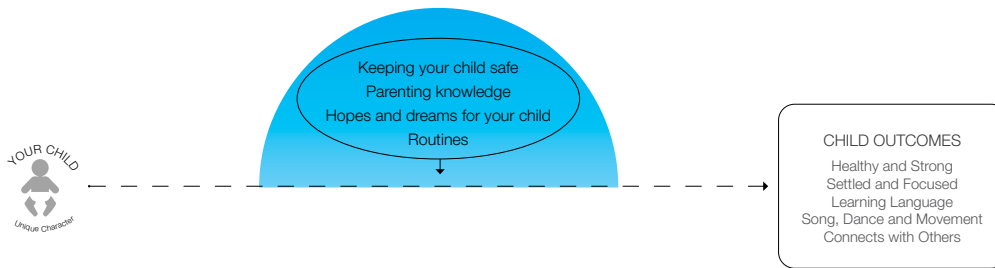 YOUR CHILD
Unique Character
Keeping your child safe
Parenting knowledge
Hopes and dreams for your child
Routines
CHILD OUTCOMES
Healthy and Strong
Settled and Focused
Learning Language
Song, Dance and Movement
Connects with Others